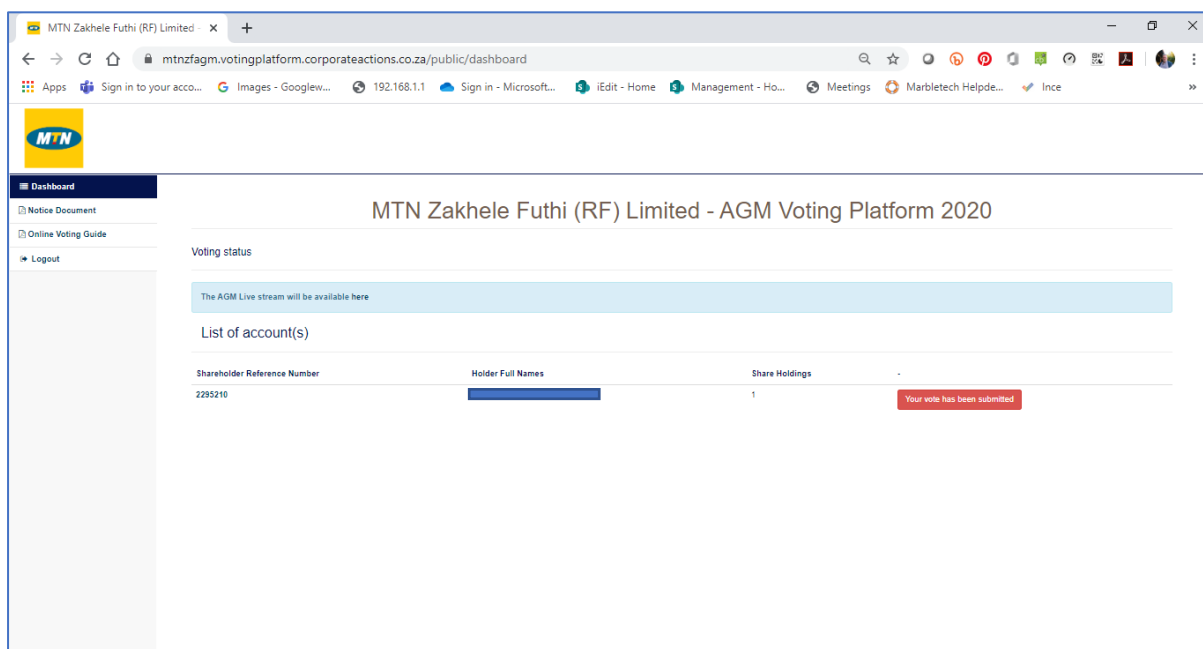 MTN Zakhele Futhi (RF) Limited -
mtnzfagm.votingplatform.corporateactions.co.za/public/dashboard
Apps Sign in to your acco... Images - Googlew... 192.168.1.1 Sign in - Microsoft... iEdit - Home Management - Ho... Meetings Marbletech Helpde... Ince »
MTN
Dashboard
Notice Document
Online Voting Guide
Logout
MTN Zakhele Futhi (RF) Limited - AGM Voting Platform 2020
Voting status
The AGM Live stream will be available here
List of account(s)
Shareholder Reference Number Holder Full Names Share Holdings -
2295210 1 Your vote has been submitted